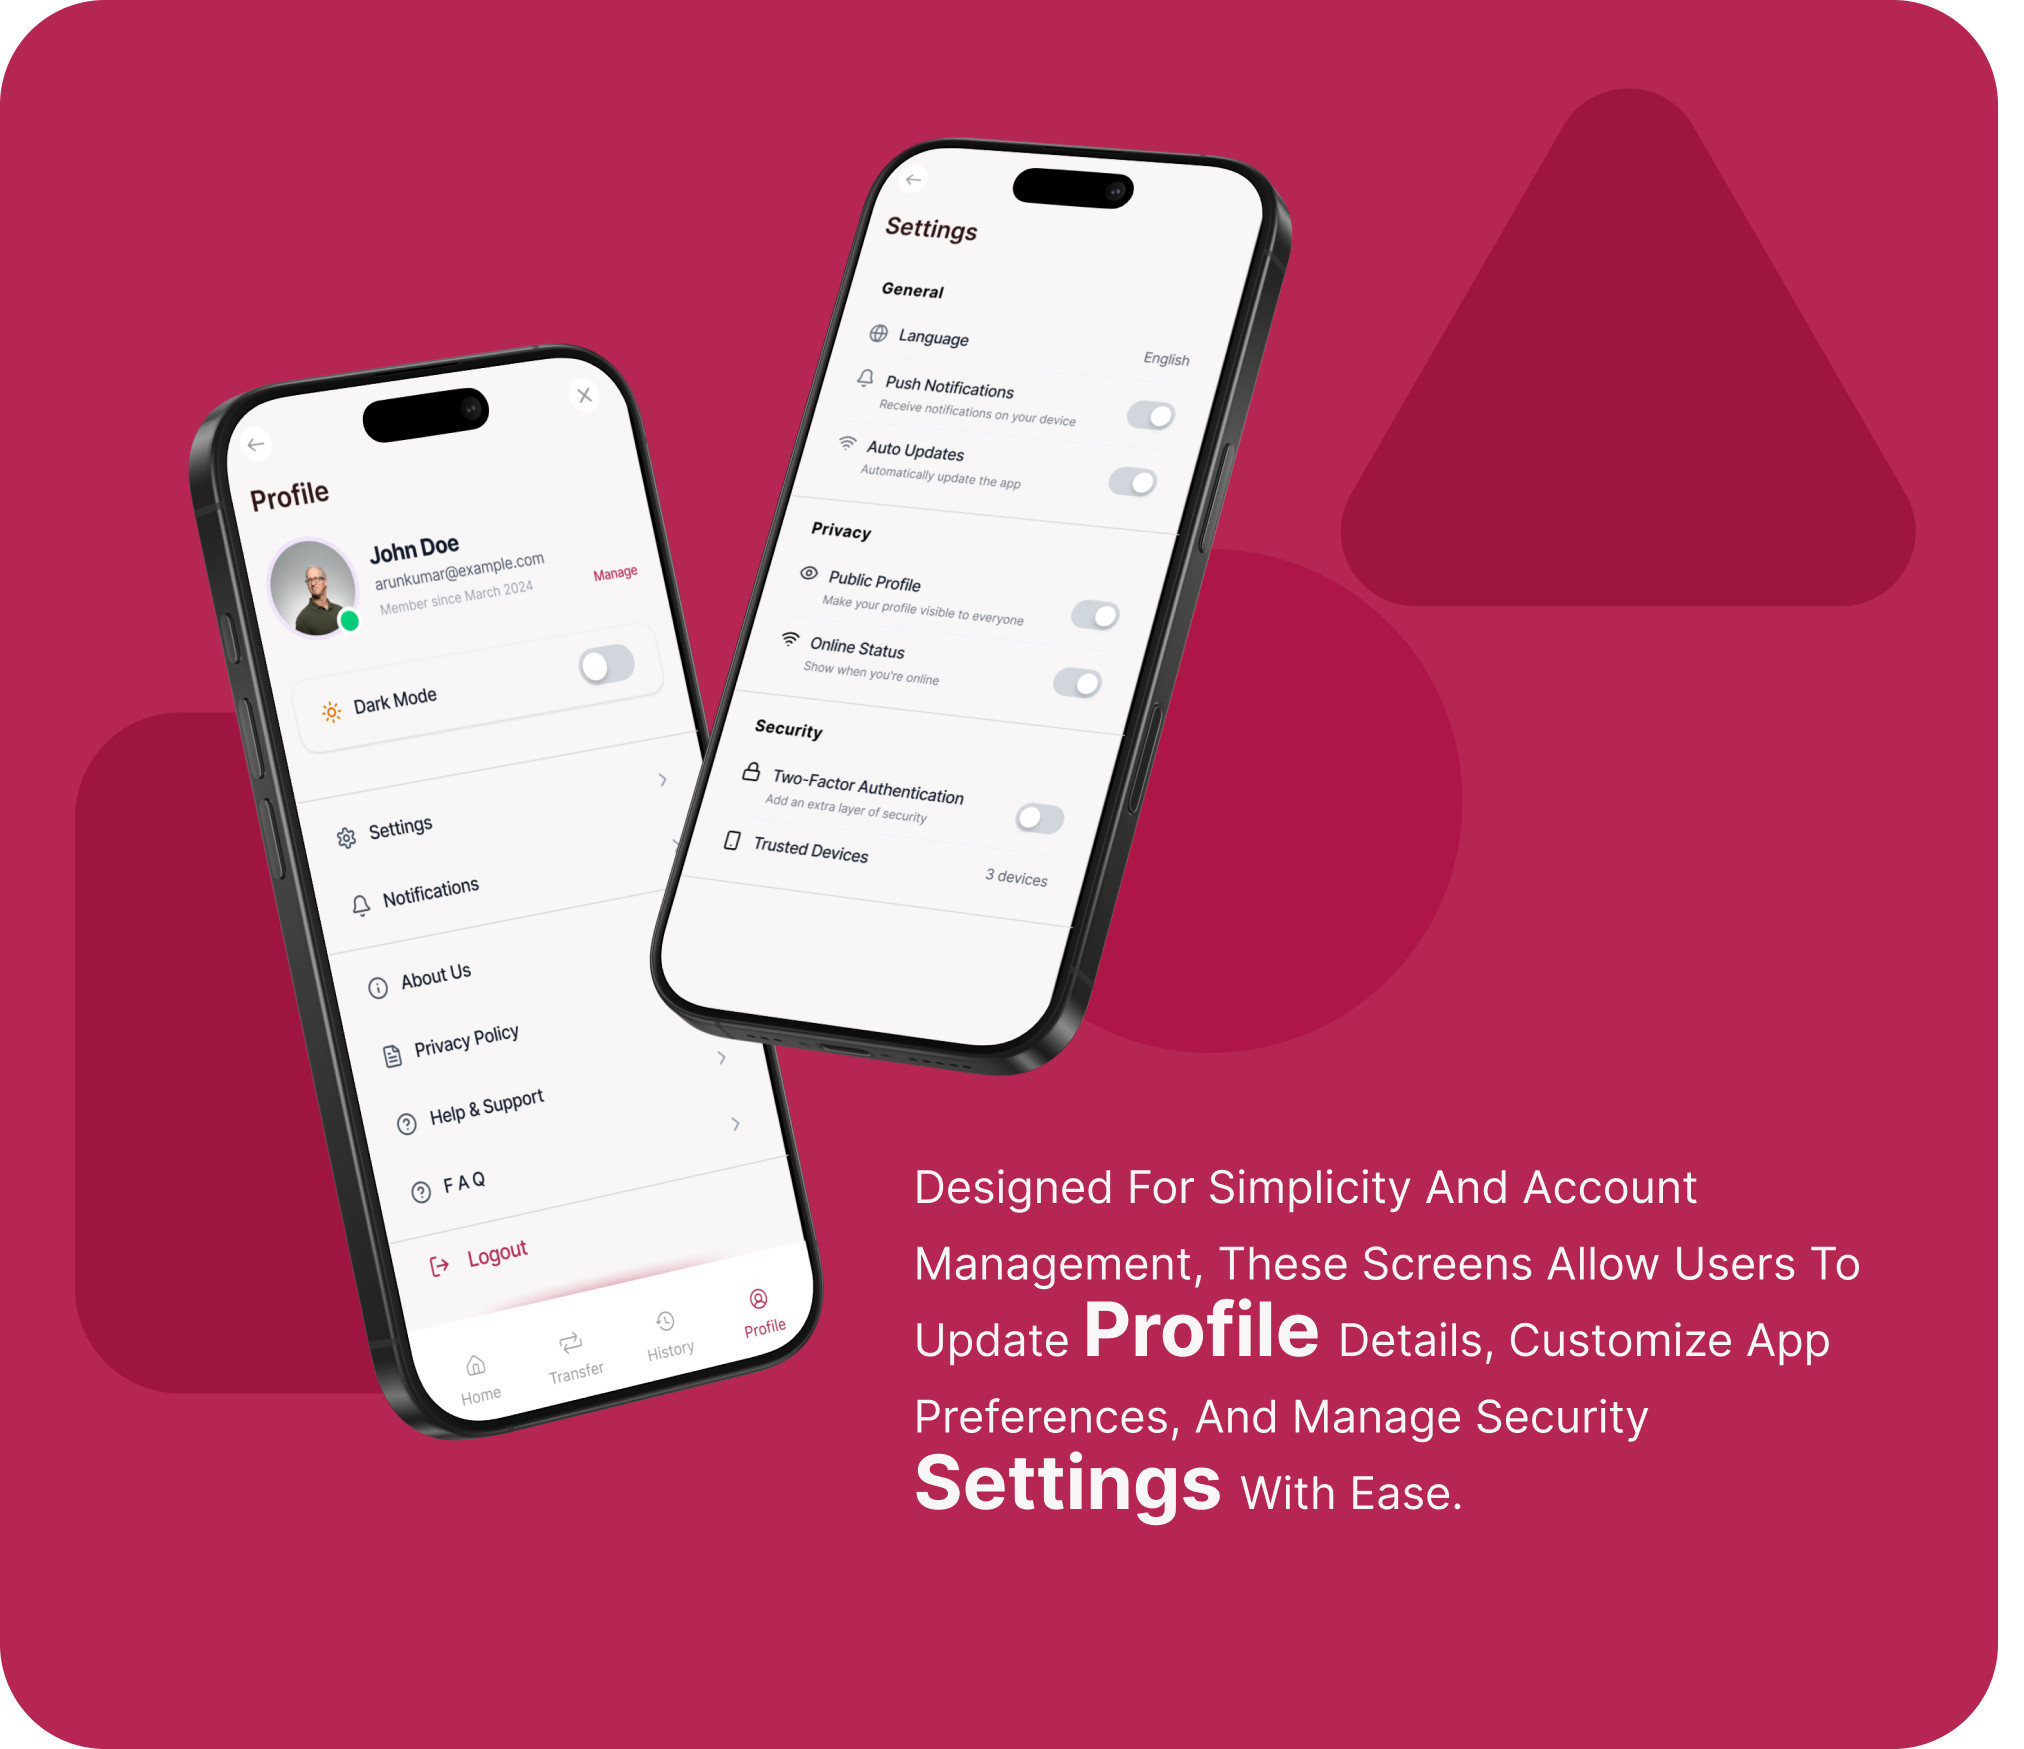 Profile
John Doe
arunkumar@example.com
Member since March 2024
Manage
Dark Mode
Settings
Notifications
About Us
Privacy Policy
Help & Support
F A Q
Logout
Home
Transfer
History
Profile
Settings
General
Language
English
Push Notifications
Receive notifications on your device
Auto Updates
Automatically update the app
Privacy
Public Profile
Make your profile visible to everyone
Online Status
Show when you're online
Security
Two-Factor Authentication
Add an extra layer of security
Trusted Devices
3 devices
Designed For Simplicity And Account
Management, These Screens Allow Users To
Update Profile Details, Customize App
Preferences, And Manage Security
Settings With Ease.